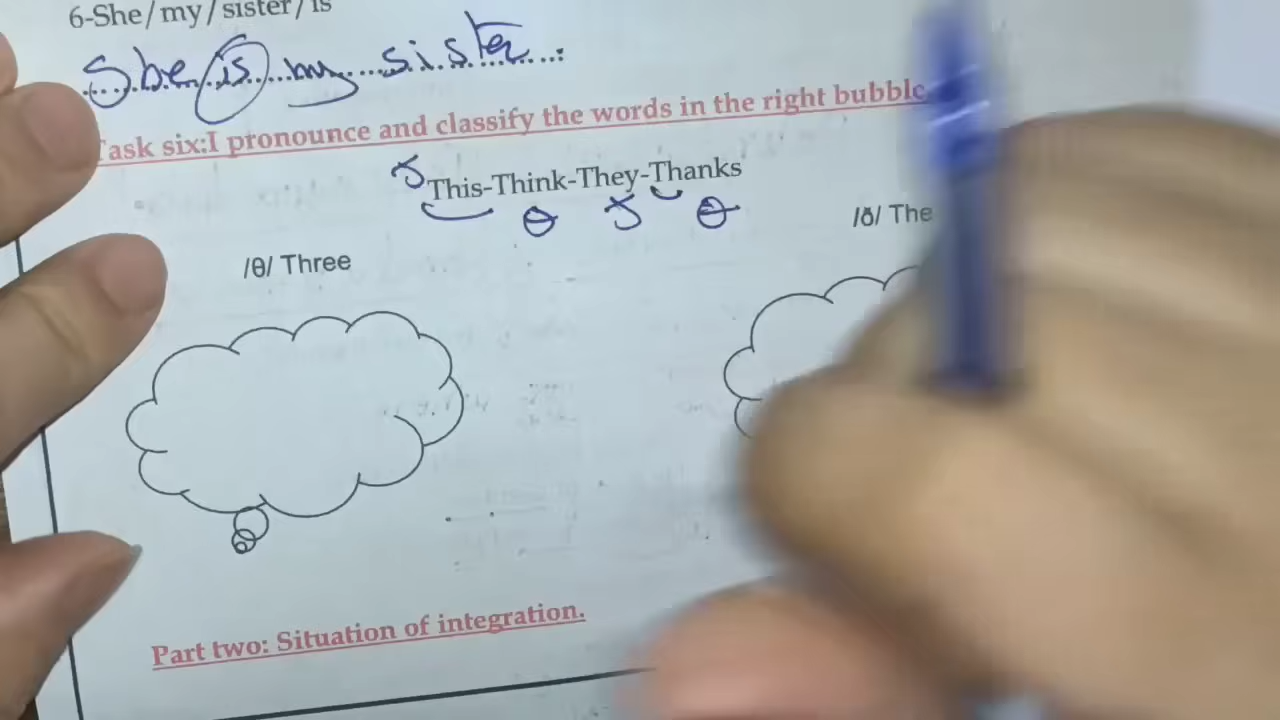 6-She/my/sister/is
She is my sister
Task six:I pronounce and classify the words in the right bubble
ð This-Think-They-Thanks
θ ð θ
/θ/ Three
/ð/ The
Part two: Situation of integration.